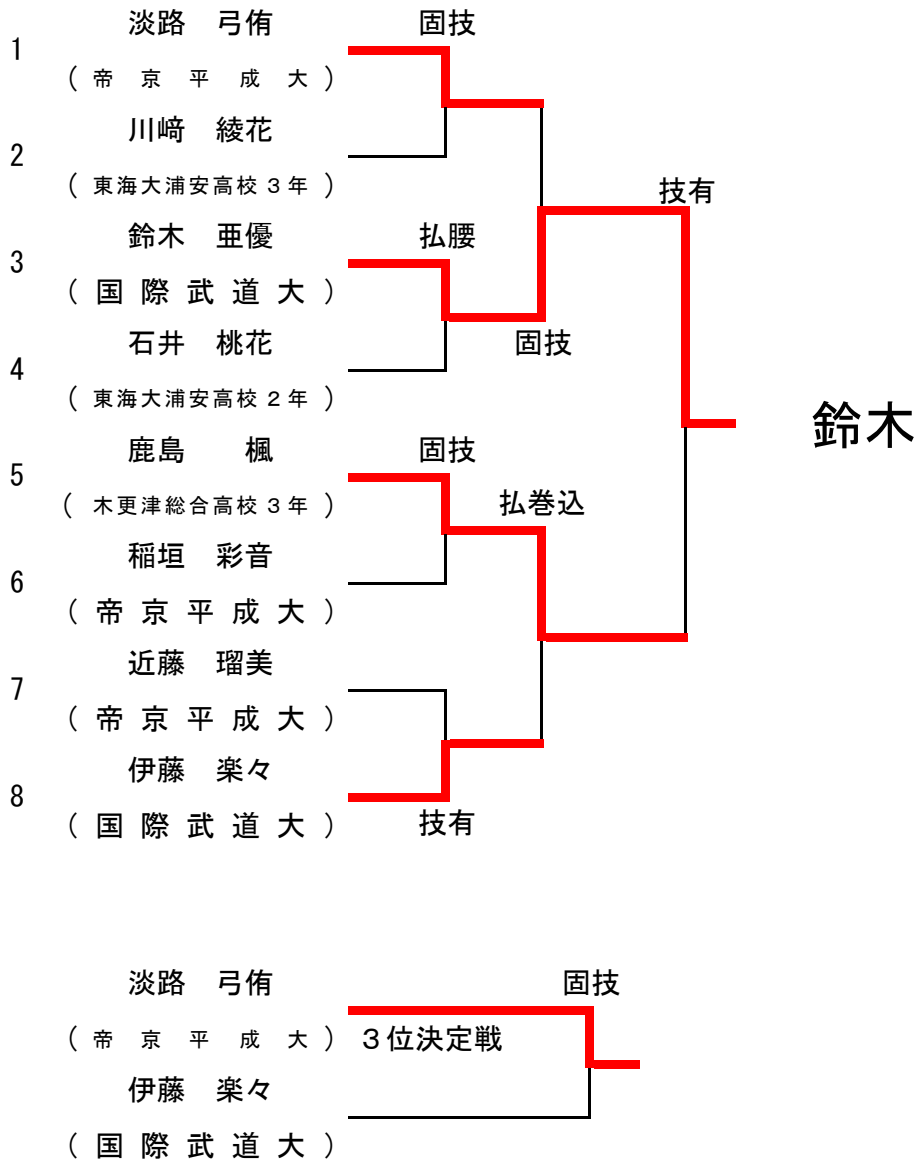 淡路　弓侑　固技
1
（ 帝　京　平　成　大 ）
川﨑　綾花
2
（ 東海大浦安高校３年 ）
技有
鈴木　亜優　払腰
3
（ 国 際 武 道 大 ）
石井　桃花　固技
4
（ 東海大浦安高校２年 ）
鈴木
鹿島　　楓　固技
5
（ 木更津総合高校３年 ）　払巻込
稲垣　彩音
6
（ 帝 京 平 成 大 ）
近藤　瑠美
7
（ 帝 京 平 成 大 ）
伊藤　楽々
8
（ 国 際 武 道 大 ）　技有
淡路　弓侑　固技
（ 帝　京　平　成　大 ）　３位決定戦
伊藤　楽々
（ 国 際 武 道 大 ）